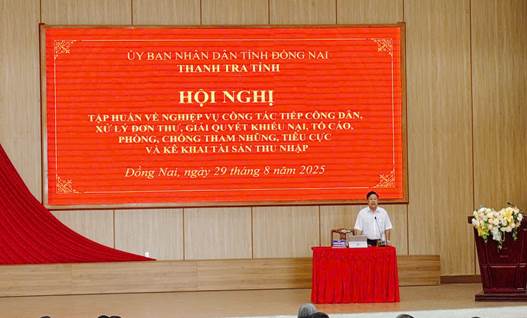 ỦY BAN NHÂN DÂN TỈNH ĐỒNG NAI
THANH TRA TỈNH
HỘI NGHỊ
TẬP HUẤN VỀ NGHIỆP VỤ CÔNG TÁC TIẾP CÔNG DÂN,
XỬ LÝ ĐƠN THƯ, GIẢI QUYẾT KHIẾU NẠI, TỐ CÁO,
PHÒNG, CHỐNG THAM NHŨNG, TIÊU CỰC
VÀ KÊ KHAI TÀI SẢN THU NHẬP
Đồng Nai, ngày 29 tháng 8 năm 2025